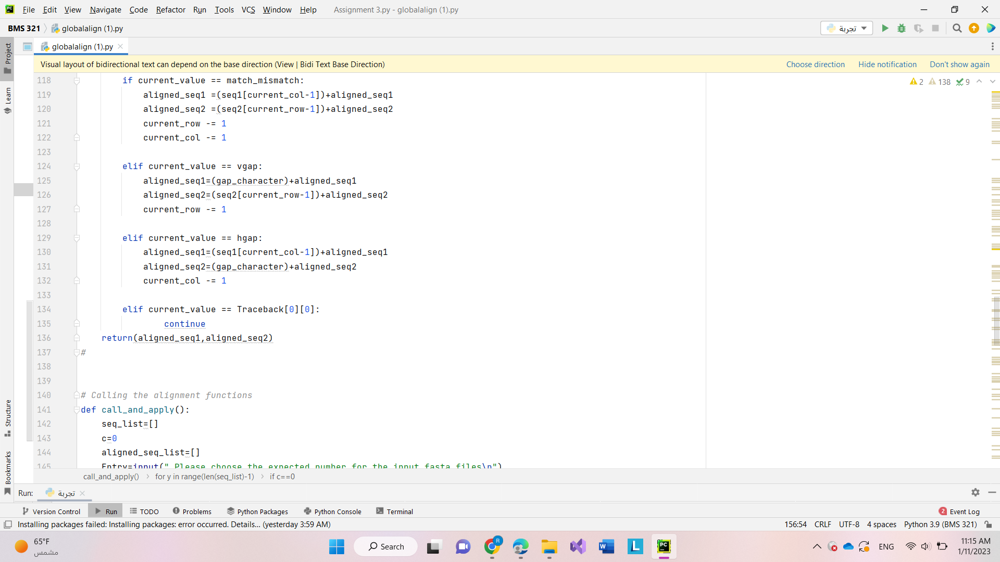 File Edit View Navigate Code Refactor Run Tools VCS Window Help Assignment 3.py - globalalign (1).py
BMS 321 globalalign (1).py تجربة
globalalign (1).py
Visual layout of bidirectional text can depend on the base direction (View | Bidi Text Base Direction) Choose direction Hide notification Don't show again
Project
Learn
Structure
Bookmarks
2 138 9
118 if current_value == match_mismatch:
119 aligned_seq1 =(seq1[current_col-1])+aligned_seq1
120 aligned_seq2 =(seq2[current_row-1])+aligned_seq2
121 current_row -= 1
122 current_col -= 1
123
124 elif current_value == vgap:
125 aligned_seq1=(gap_character)+aligned_seq1
126 aligned_seq2=(seq2[current_row-1])+aligned_seq2
127 current_row -= 1
128
129 elif current_value == hgap:
130 aligned_seq1=(seq1[current_col-1])+aligned_seq1
131 aligned_seq2=(gap_character)+aligned_seq2
132 current_col -= 1
133
134 elif current_value == Traceback[0][0]:
135 continue
136 return(aligned_seq1,aligned_seq2)
137 #
138
139
140 # Calling the alignment functions
141 def call_and_apply():
142 seq_list=[]
143 c=0
144 aligned_seq_list=[]
145 Entry=input(" Please choose the expected number for the input fasta files\n")
call_and_apply() for y in range(len(seq_list)-1) if c==0
Run: تجربة
Version Control Run TODO Problems Python Packages Python Console Terminal 2 Event Log
Installing packages failed: Installing packages: error occurred. Details... (yesterday 3:59 AM) 156:54 CRLF UTF-8 4 spaces Python 3.9 (BMS 321)
65°F
مشمس
Search
R
L
PC
ENG
11:15 AM
1/11/2023